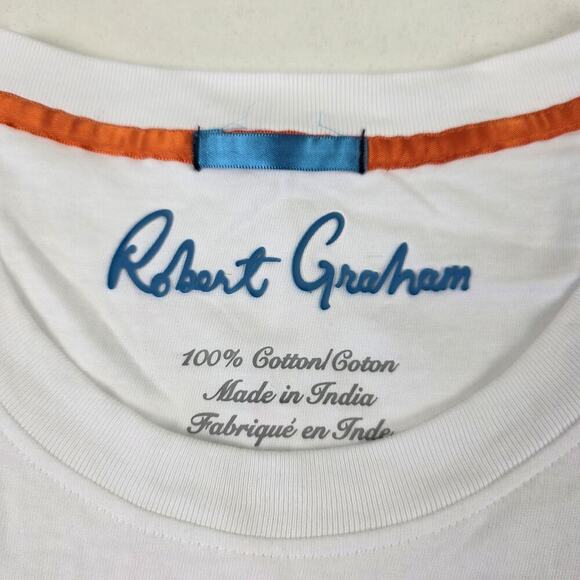 Robert Graham
100% Cotton/Coton
Made in India
Fabriqué en Inde